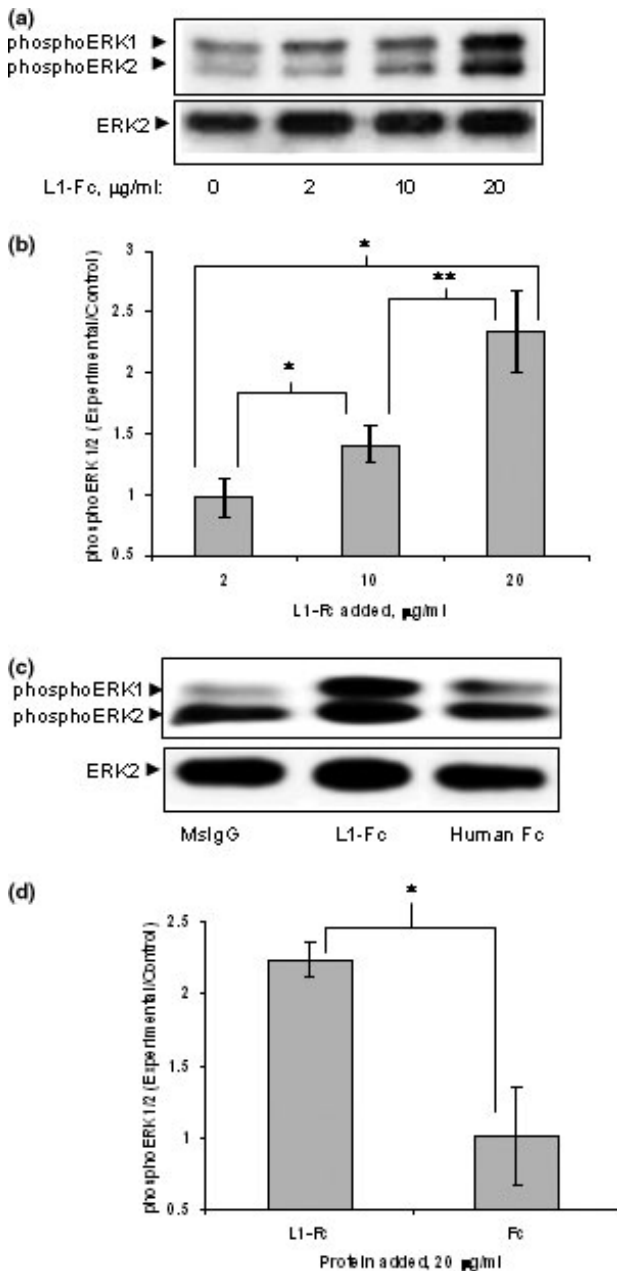 (a)
phosphoERK1
phosphoERK2
ERK2
L1-Fc, µg/ml: 0 2 10 20
(b)
phosphoERK1/2 (Experimental/Control)
3
2.5
2
1.5
1
0.5
*
**
*
2 10 20
L1-Fc added, µg/ml
(c)
phosphoERK1
phosphoERK2
ERK2
MsIgG L1-Fc Human Fc
(d)
phosphoERK1/2 (Experimental/Control)
2.5
2
1.5
1
0.5
*
L1-Fc Fc
Protein added, 20 µg/ml